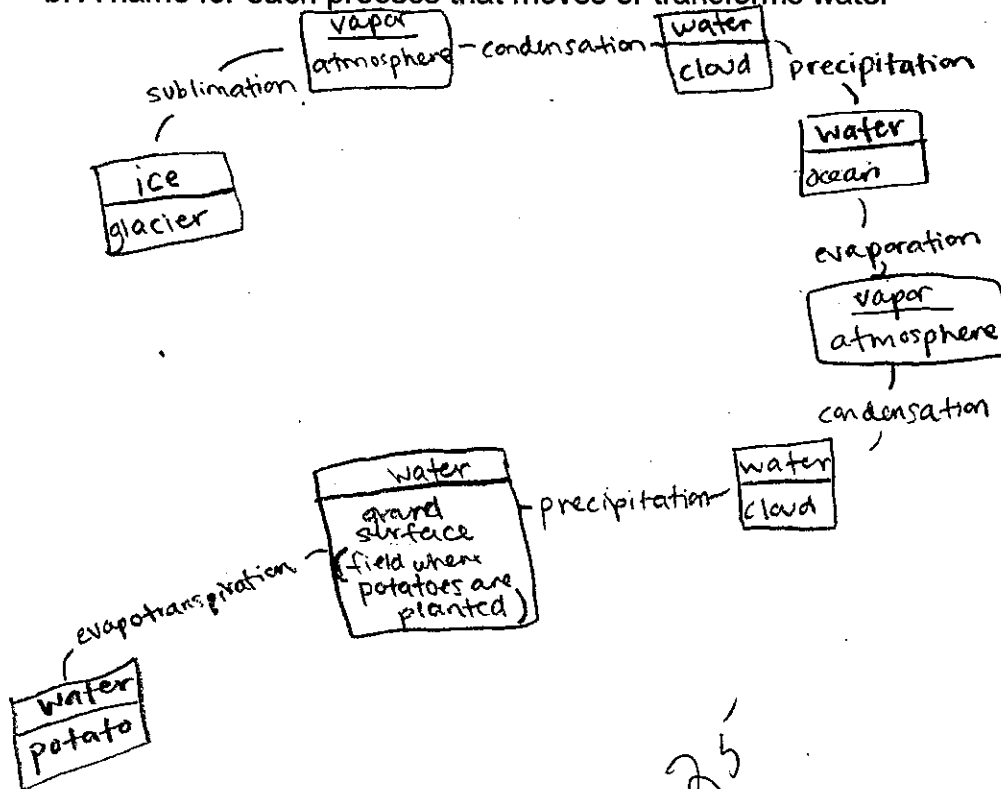 b. A name for each process that moves or transforms water
vapor
atmosphere
condensation
water
cloud
precipitation
sublimation
ice
glacier
water
ocean
evaporation
vapor
atmosphere
condensation
water
cloud
precipitation
water
ground
surface
(field where
potatoes are
planted)
evapotranspiration
water
potato
25